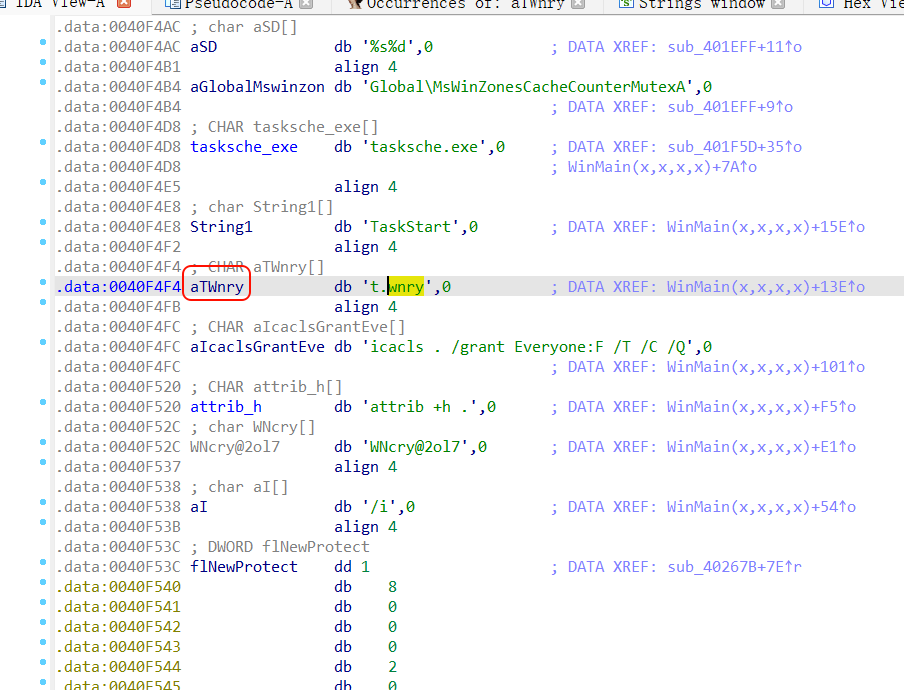 IDA View-A Pseudocode-A Occurrences of: aTWnry Strings window Hex Vie
.data:0040F4AC ; char aSD[]
.data:0040F4AC aSD db '%s%d',0 ; DATA XREF: sub_401EFF+11↑o
.data:0040F4B1 align 4
.data:0040F4B4 aGlobalMswinzon db 'Global\MsWinZonesCacheCounterMutexA',0
.data:0040F4B4 ; DATA XREF: sub_401EFF+9↑o
.data:0040F4D8 ; CHAR tasksche_exe[]
.data:0040F4D8 tasksche_exe db 'tasksche.exe',0 ; DATA XREF: sub_401F5D+35↑o
.data:0040F4D8 ; WinMain(x,x,x,x)+7A↑o
.data:0040F4E5 align 4
.data:0040F4E8 ; char String1[]
.data:0040F4E8 String1 db 'TaskStart',0 ; DATA XREF: WinMain(x,x,x,x)+15E↑o
.data:0040F4F2 align 4
.data:0040F4F4 ; CHAR aTWnry[]
.data:0040F4F4 aTWnry db 't.wnry',0 ; DATA XREF: WinMain(x,x,x,x)+13E↑o
.data:0040F4FB align 4
.data:0040F4FC ; CHAR aIcaclsGrantEve[]
.data:0040F4FC aIcaclsGrantEve db 'icacls . /grant Everyone:F /T /C /Q',0
.data:0040F4FC ; DATA XREF: WinMain(x,x,x,x)+101↑o
.data:0040F520 ; CHAR attrib_h[]
.data:0040F520 attrib_h db 'attrib +h .',0 ; DATA XREF: WinMain(x,x,x,x)+F5↑o
.data:0040F52C ; char WNcry[]
.data:0040F52C WNcry@2ol7 db 'WNcry@2ol7',0 ; DATA XREF: WinMain(x,x,x,x)+E1↑o
.data:0040F537 align 4
.data:0040F538 ; char aI[]
.data:0040F538 aI db '/i',0 ; DATA XREF: WinMain(x,x,x,x)+54↑o
.data:0040F53B align 4
.data:0040F53C ; DWORD flNewProtect
.data:0040F53C flNewProtect dd 1 ; DATA XREF: sub_40267B+7E↑r
.data:0040F540 db 8
.data:0040F541 db 0
.data:0040F542 db 0
.data:0040F543 db 0
.data:0040F544 db 2
.data:0040F545 db 0